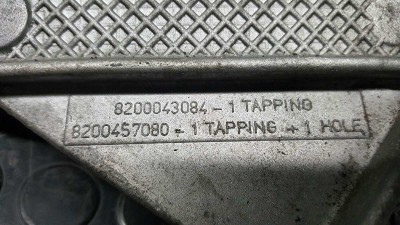 8200043084 - 1 TAPPING
8200457080 - 1 TAPPING + 1 HOLE